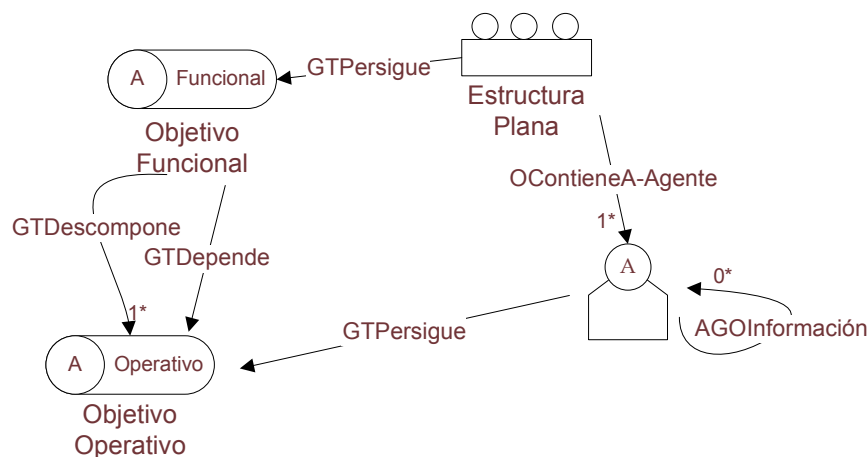 A
Funcional
GTPersigue
Estructura
Plana
Objetivo
Funcional
OContieneA-Agente
GTDescompone
GTDepende
1*
A
0*
AGOInformación
1*
GTPersigue
A
Operativo
Objetivo
Operativo